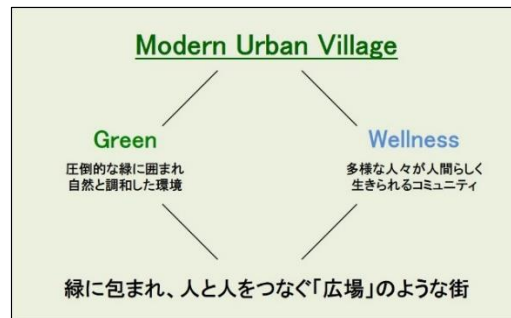 Modern Urban Village
Green
圧倒的な緑に囲まれ
自然と調和した環境
Wellness
多様な人々が人間らしく
生きられるコミュニティ
緑に包まれ、人と人をつなぐ「広場」のような街